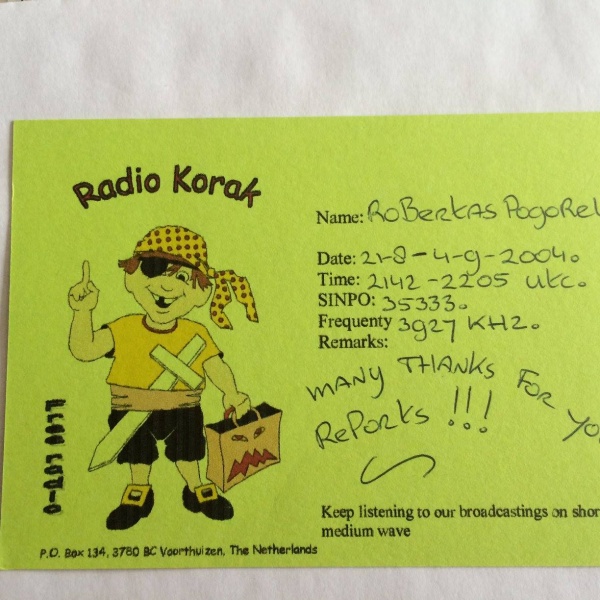 Radio Korak
Name: RoBertas PogoRel
Date: 21-8-4-9-2004.
Time: 2142-2205 utc.
SINPO: 35333.
Frequenty 3927 KHZ.
Remarks:
MANY THANKS FOR YOU
RePoRts !!!
Keep listening to our broadcastings on shor
medium wave
P.O. Box 134, 3780 BC Voorthuizen, The Netherlands